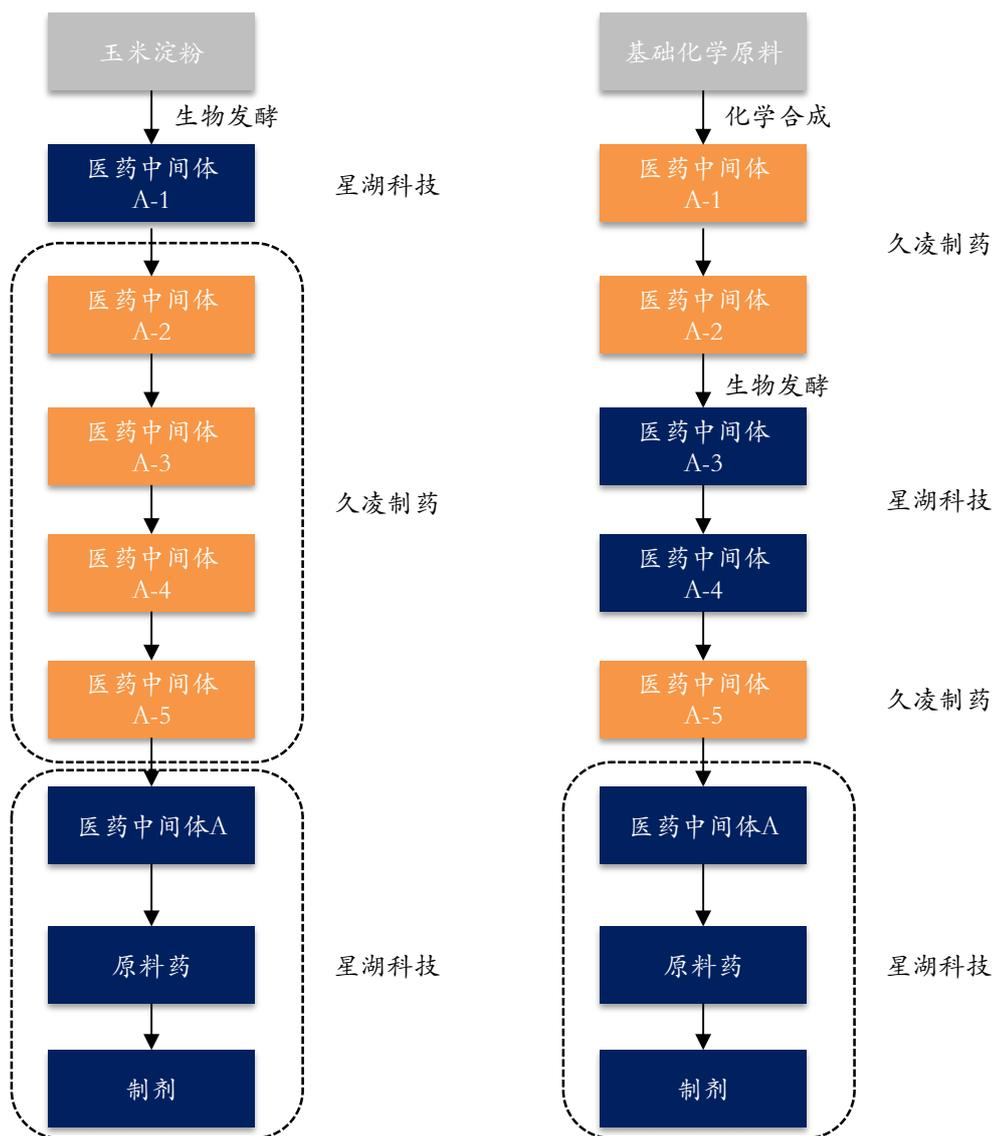 玉米淀粉
生物发酵
医药中间体
A-1
星湖科技
医药中间体
A-2
医药中间体
A-3
久凌制药
医药中间体
A-4
医药中间体
A-5
医药中间体A
原料药
星湖科技
制剂
基础化学原料
化学合成
医药中间体
A-1
久凌制药
医药中间体
A-2
生物发酵
医药中间体
A-3
星湖科技
医药中间体
A-4
医药中间体
A-5
久凌制药
医药中间体A
原料药
星湖科技
制剂